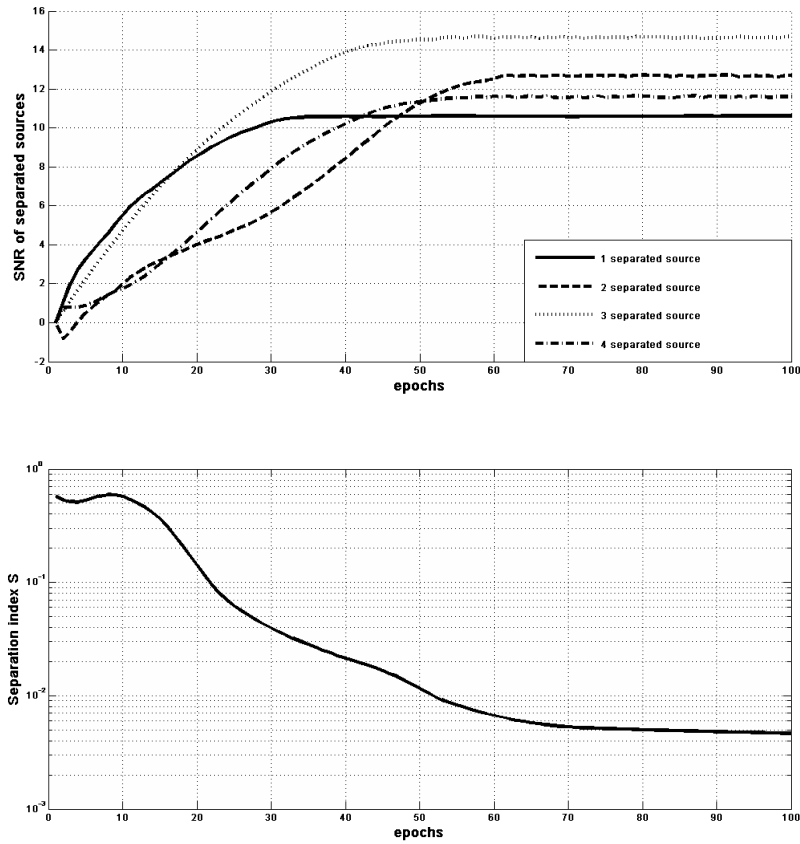 SNR of separated sources
16
14
12
10
8
6
4
2
0
-2
0 10 20 30 40 50 60 70 80 90 100
epochs
1 separated source
2 separated source
3 separated source
4 separated source
Separation index S
10^0
10^-1
10^-2
10^-3
0 10 20 30 40 50 60 70 80 90 100
epochs